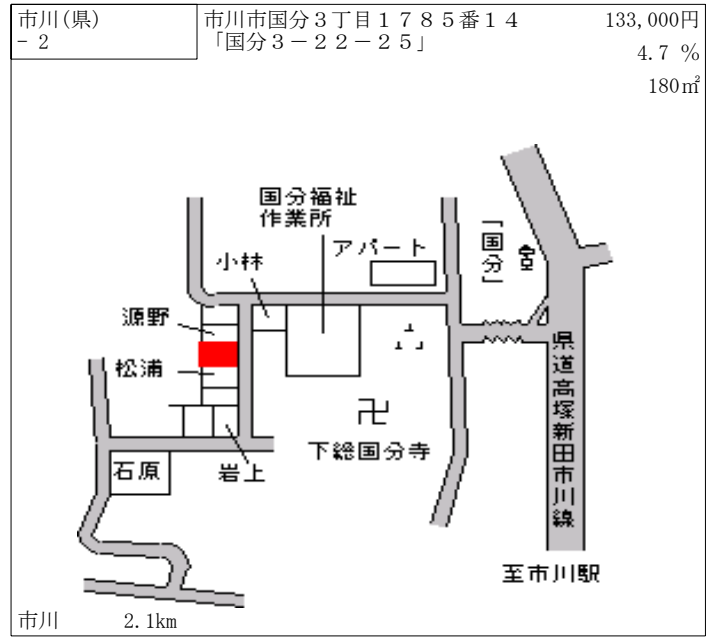 市川(県)
- 2
市川市国分３丁目１７８５番１４
「国分３－２２－２５」
133,000円
4.7 %
180㎡
国分福祉
作業所
アパート
「国分」
小林
源野
松浦
県道高塚新田市川線
下総国分寺
石原
岩上
至市川駅
市川 2.1km